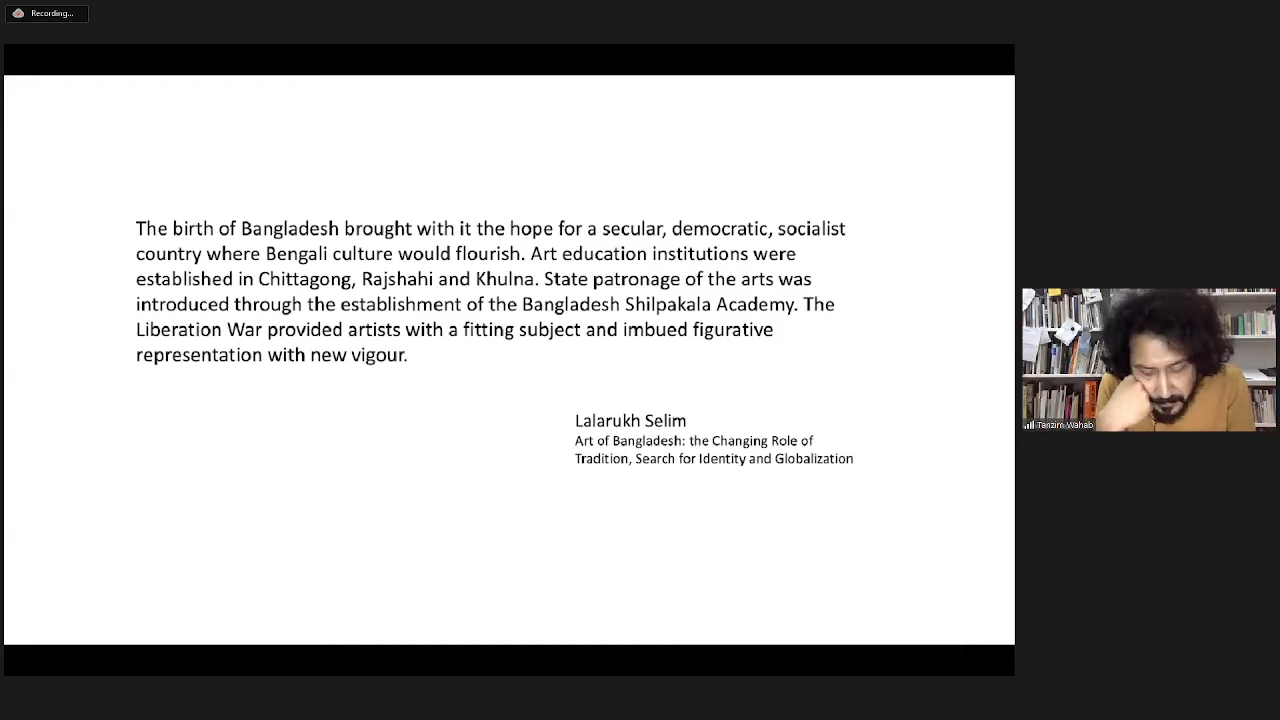 Recording...
The birth of Bangladesh brought with it the hope for a secular, democratic, socialist
country where Bengali culture would flourish. Art education institutions were
established in Chittagong, Rajshahi and Khulna. State patronage of the arts was
introduced through the establishment of the Bangladesh Shilpakala Academy. The
Liberation War provided artists with a fitting subject and imbued figurative
representation with new vigour.
Lalarukh Selim
Art of Bangladesh: the Changing Role of
Tradition, Search for Identity and Globalization
Tanzim Wahab